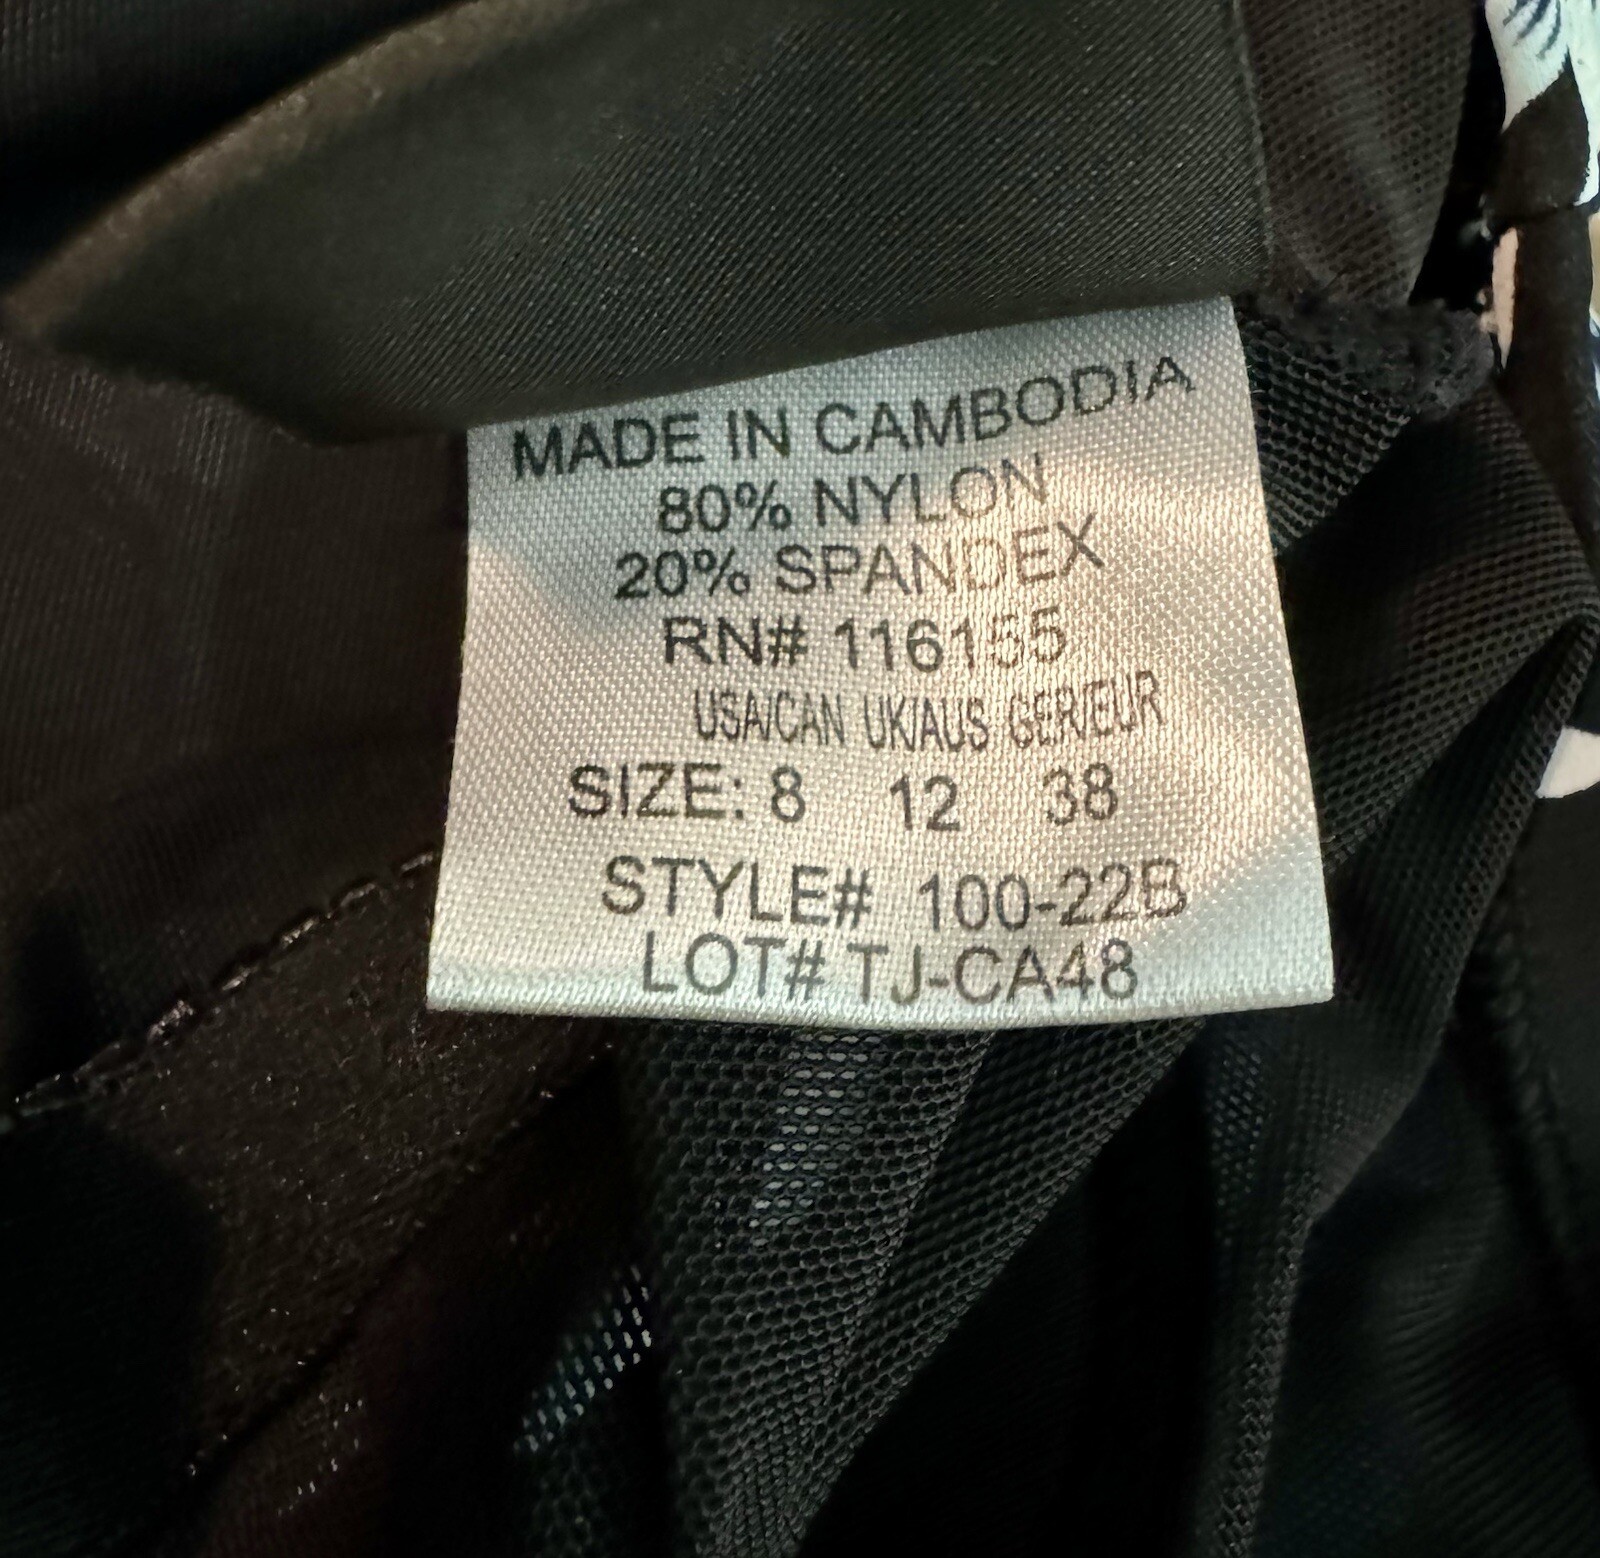 MADE IN CAMBODIA
80% NYLON
20% SPANDEX
RN# 116155
USA/CAN UK/AUS GER/EUR
SIZE: 8 12 38
STYLE# 100-22B
LOT# TJ-CA48